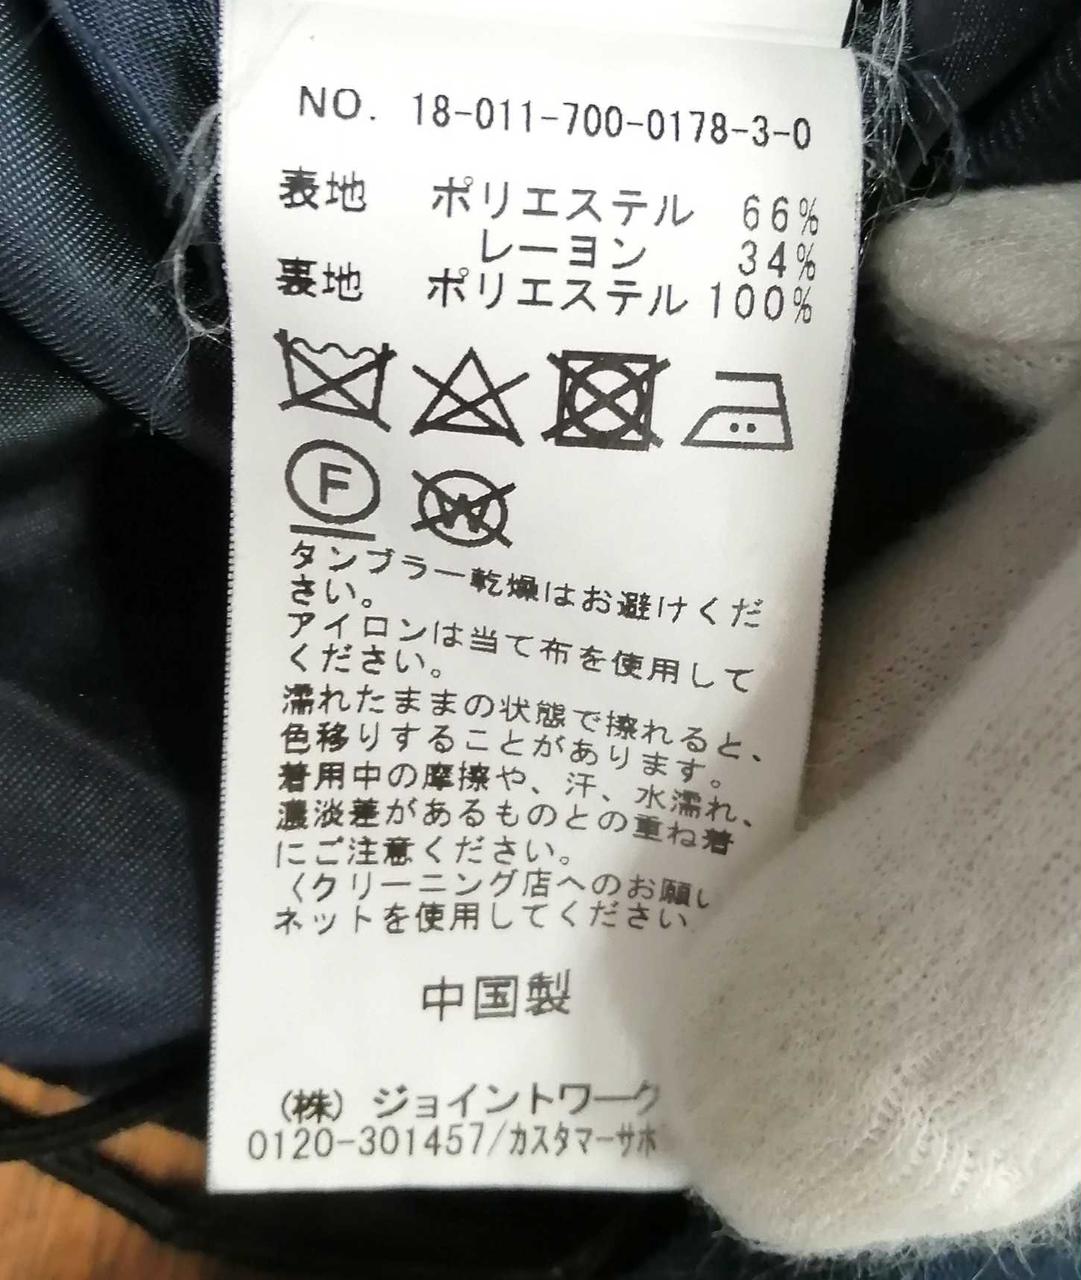 NO. 18-011-700-0178-3-0
表地 ポリエステル 66%
レーヨン 34%
裏地 ポリエステル 100%
F
W
タンブラー乾燥はお避けくだ
さい。
アイロンは当て布を使用して
ください。
濡れたままの状態で擦れると、
色移りすることがあります。
着用中の摩擦や、汗、水濡れ、
濃淡差があるものとの重ね着
にご注意ください。
〈クリーニング店へのお願い
ネットを使用してください
中国製
(株) ジョイントワーク
0120-301457/カスタマーサポ